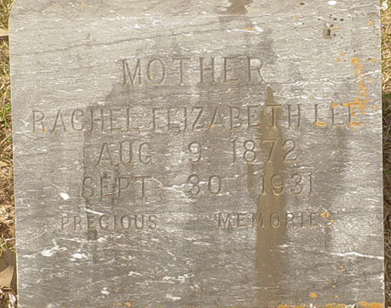 MOTHER
RACHEL ELIZABETH LEE
AUG 9 1872
SEPT 30 1931
PRECIOUS MEMORIES